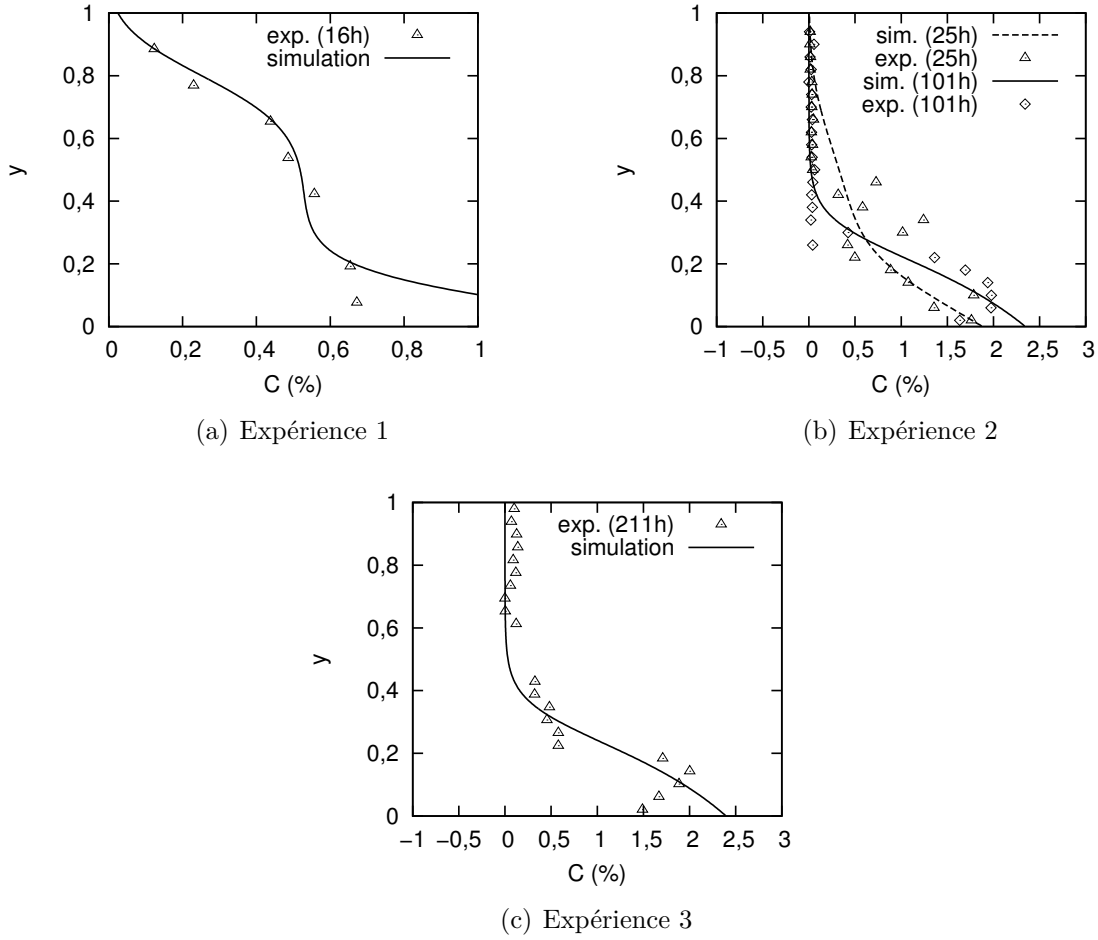 1
0,8
0,6
0,4
0,2
0
y
exp. (16h)
simulation
0 0,2 0,4 0,6 0,8 1
C (%)
(a) Expérience 1
1
0,8
0,6
0,4
0,2
0
y
sim. (25h)
exp. (25h)
sim. (101h)
exp. (101h)
−1 −0,5 0 0,5 1 1,5 2 2,5 3
C (%)
(b) Expérience 2
1
0,8
0,6
0,4
0,2
0
y
exp. (211h)
simulation
−1 −0,5 0 0,5 1 1,5 2 2,5 3
C (%)
(c) Expérience 3